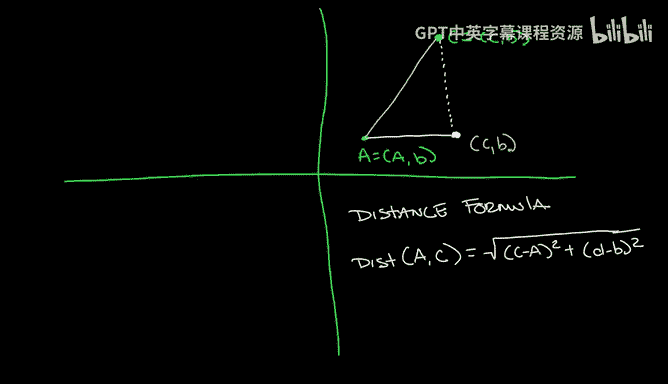 GPT中英字幕课程资源 bilibili
A=(A,b)
(C,b)
DISTANCE FORMULA
DIST(A,C)=√(C-A)²+(d-b)²